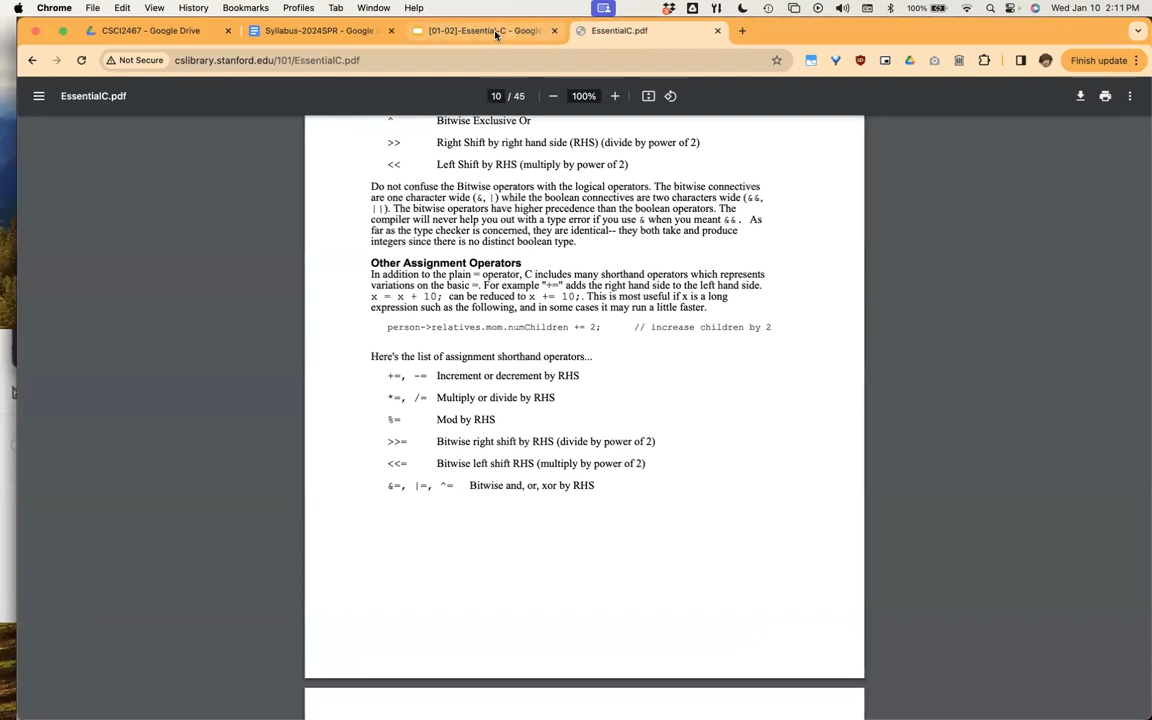 Chrome File Edit View History Bookmarks Profiles Tab Window Help 100% Wed Jan 10 2:11 PM
CSCI2467 - Google Drive Syllabus-2024SPR - Google [01-02]-Essential-C - Google EssentialC.pdf
Not Secure cslibrary.stanford.edu/101/EssentialC.pdf Finish update
EssentialC.pdf 10 / 45 100%
^ Bitwise Exclusive Or
>> Right Shift by right hand side (RHS) (divide by power of 2)
<< Left Shift by RHS (multiply by power of 2)
Do not confuse the Bitwise operators with the logical operators. The bitwise connectives
are one character wide (&, |) while the boolean connectives are two characters wide (&&,
||). The bitwise operators have higher precedence than the boolean operators. The
compiler will never help you out with a type error if you use & when you meant &&. As
far as the type checker is concerned, they are identical-- they both take and produce
integers since there is no distinct boolean type.
Other Assignment Operators
In addition to the plain = operator, C includes many shorthand operators which represents
variations on the basic =. For example "+=" adds the right hand side to the left hand side.
x = x + 10; can be reduced to x += 10;. This is most useful if x is a long
expression such as the following, and in some cases it may run a little faster.
person->relatives.mom.numChildren += 2; // increase children by 2
Here's the list of assignment shorthand operators...
+=, -= Increment or decrement by RHS
*=, /= Multiply or divide by RHS
%= Mod by RHS
>>= Bitwise right shift by RHS (divide by power of 2)
<<= Bitwise left shift RHS (multiply by power of 2)
&=, |=, ^= Bitwise and, or, xor by RHS